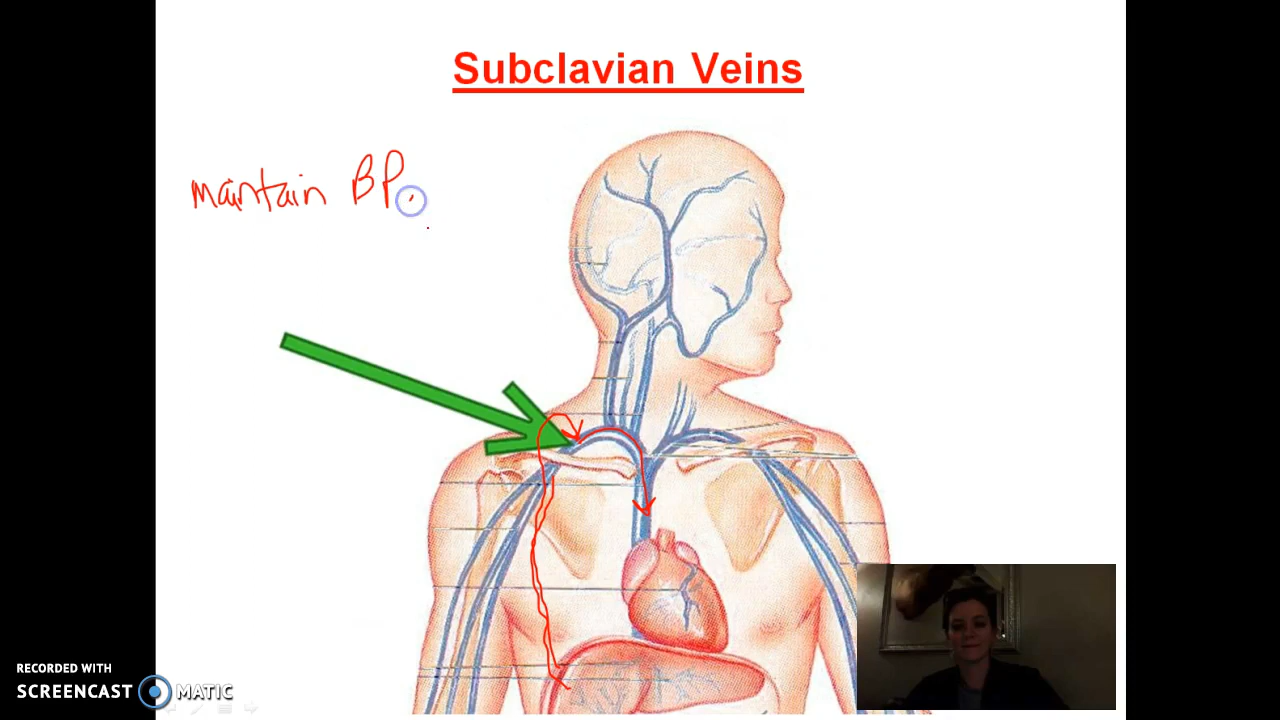 Subclavian Veins
maintain BP
RECORDED WITH
SCREENCAST MATIC